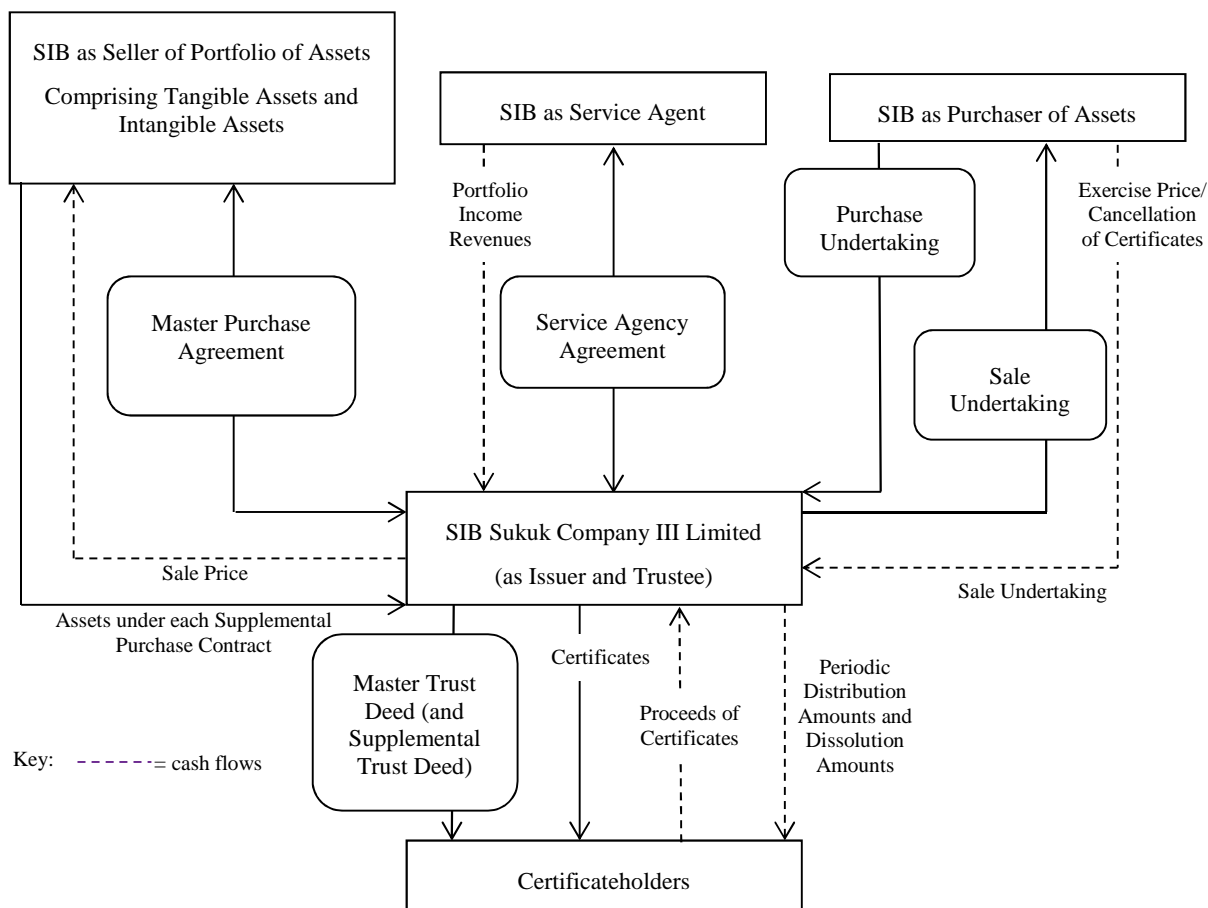 SIB as Seller of Portfolio of Assets
Comprising Tangible Assets and
Intangible Assets
SIB as Service Agent
SIB as Purchaser of Assets
Portfolio
Income
Revenues
Purchase
Undertaking
Exercise Price/
Cancellation
of Certificates
Master Purchase
Agreement
Service Agency
Agreement
Sale
Undertaking
SIB Sukuk Company III Limited
(as Issuer and Trustee)
Sale Price
Sale Undertaking
Assets under each Supplemental
Purchase Contract
Master Trust
Deed (and
Supplemental
Trust Deed)
Certificates
Proceeds of
Certificates
Periodic
Distribution
Amounts and
Dissolution
Amounts
Key: = cash flows
Certificateholders